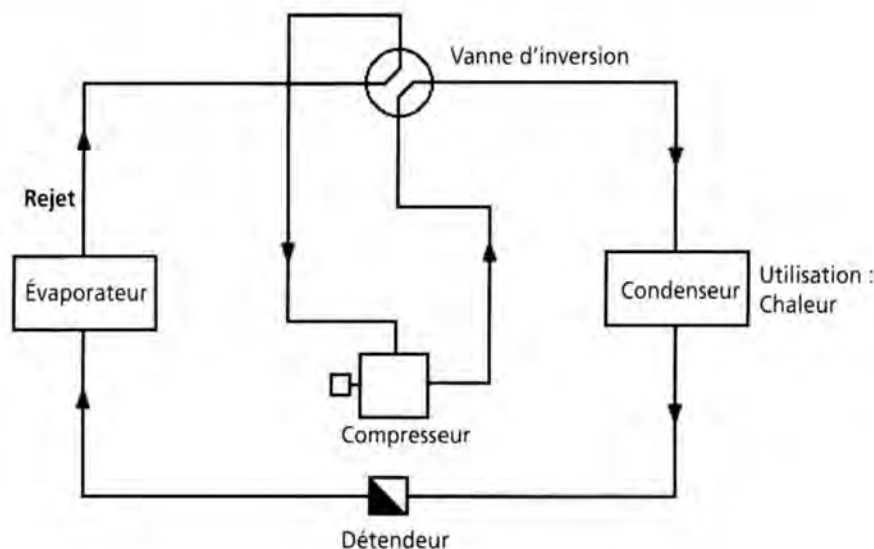 Vanne d'inversion
Rejet
Évaporateur
Condenseur
Utilisation :
Chaleur
Compresseur
Détendeur